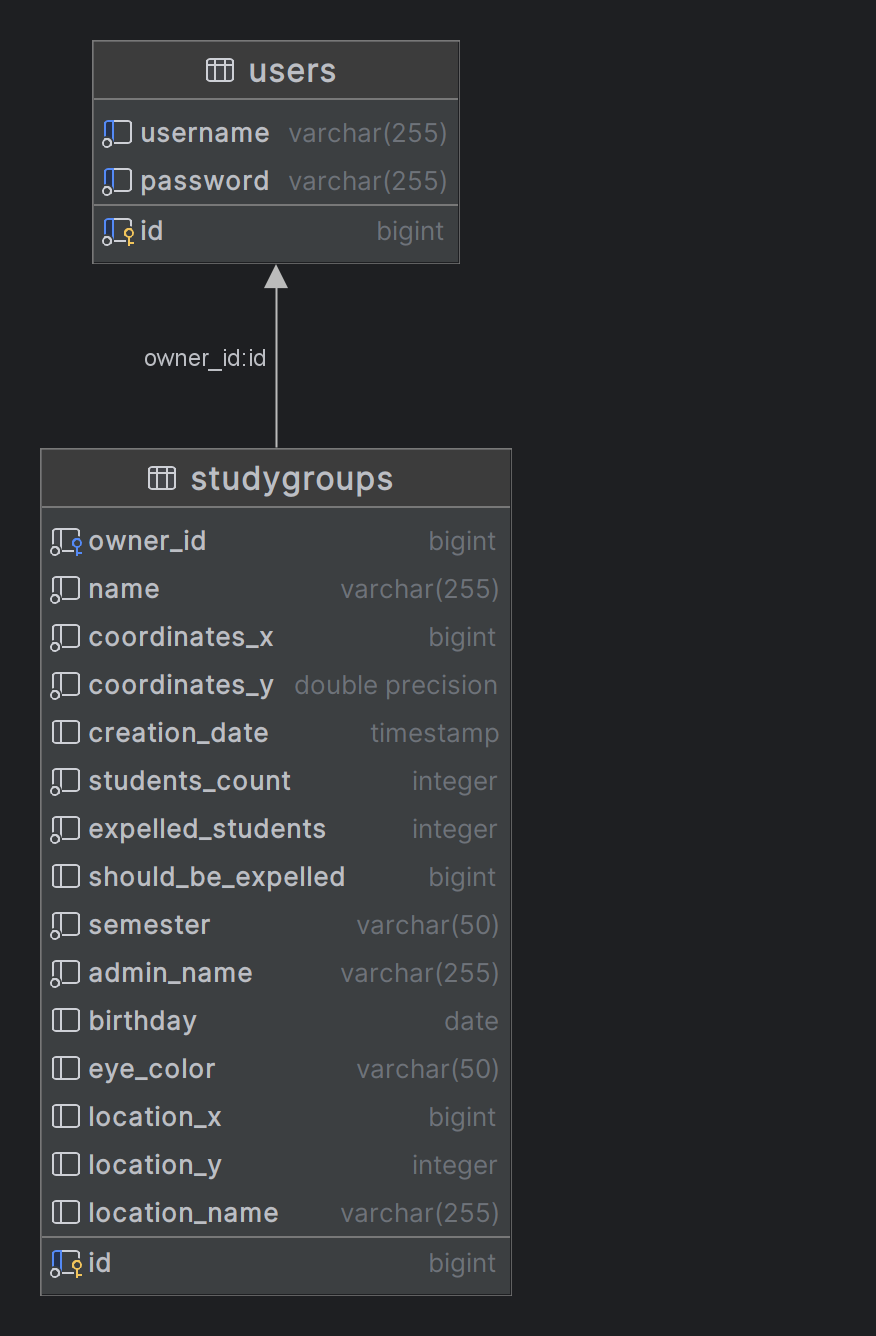 users
username varchar(255)
password varchar(255)
id bigint
owner_id:id
studygroups
owner_id bigint
name varchar(255)
coordinates_x bigint
coordinates_y double precision
creation_date timestamp
students_count integer
expelled_students integer
should_be_expelled bigint
semester varchar(50)
admin_name varchar(255)
birthday date
eye_color varchar(50)
location_x bigint
location_y integer
location_name varchar(255)
id bigint